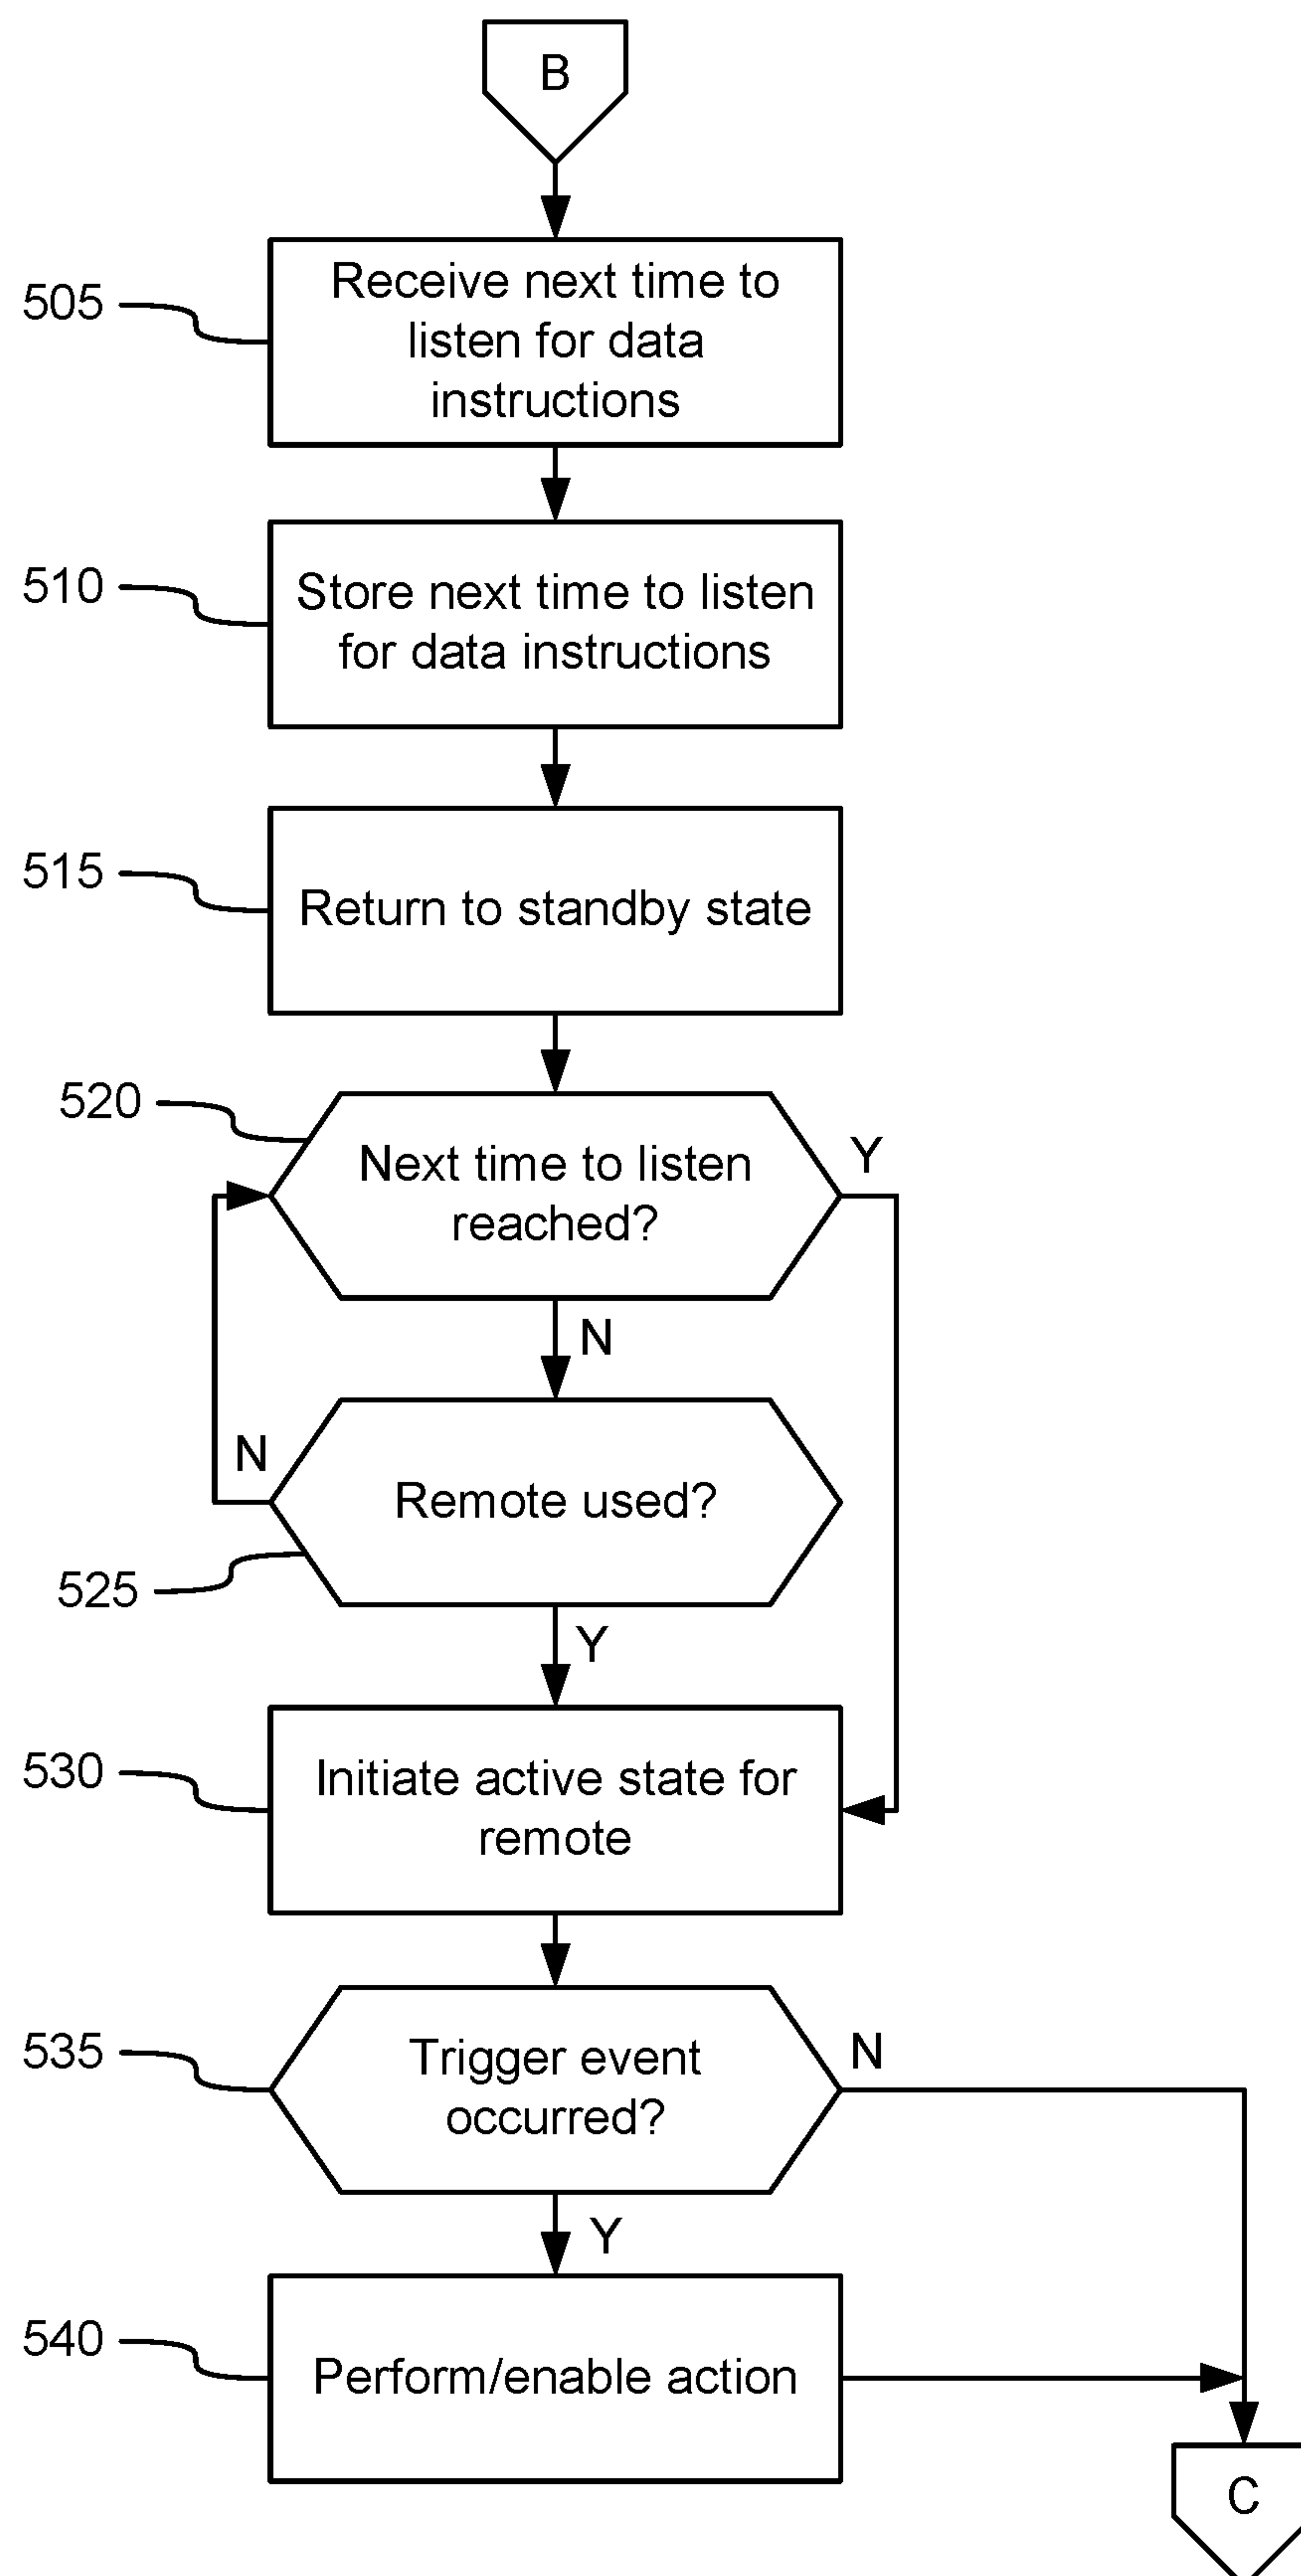 B
505
Receive next time to
listen for data
instructions
510
Store next time to listen
for data instructions
515
Return to standby state
520
Next time to listen
reached?
Y
N
N
Remote used?
525
Y
530
Initiate active state for
remote
535
Trigger event
occurred?
N
Y
540
Perform/enable action
C